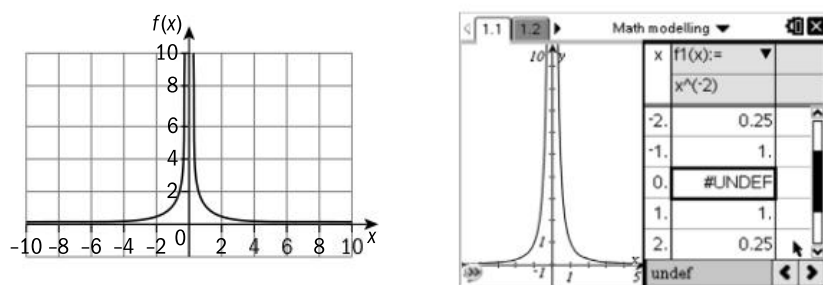 f(x)
10
8
6
4
2
-10 -8 -6 -4 -2 0 2 4 6 8 10 x
1.1 1.2 Math modelling
10 y
1
-1 1 x 5
x f1(x):=
x^(-2)
-2. 0.25
-1. 1.
0. #UNDEF
1. 1.
2. 0.25
undef